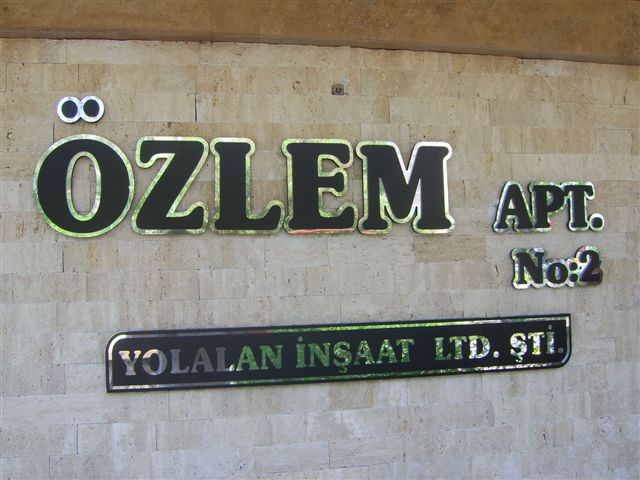 ÖZLEM APT.
No:2
YOLALAN İNŞAAT LTD. ŞTİ.